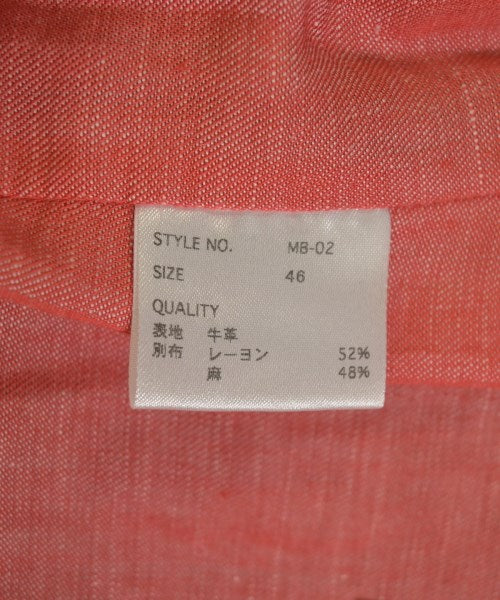 STYLE NO. MB-02
SIZE 46
QUALITY
表地 牛革
別布 レーヨン 52%
麻 48%